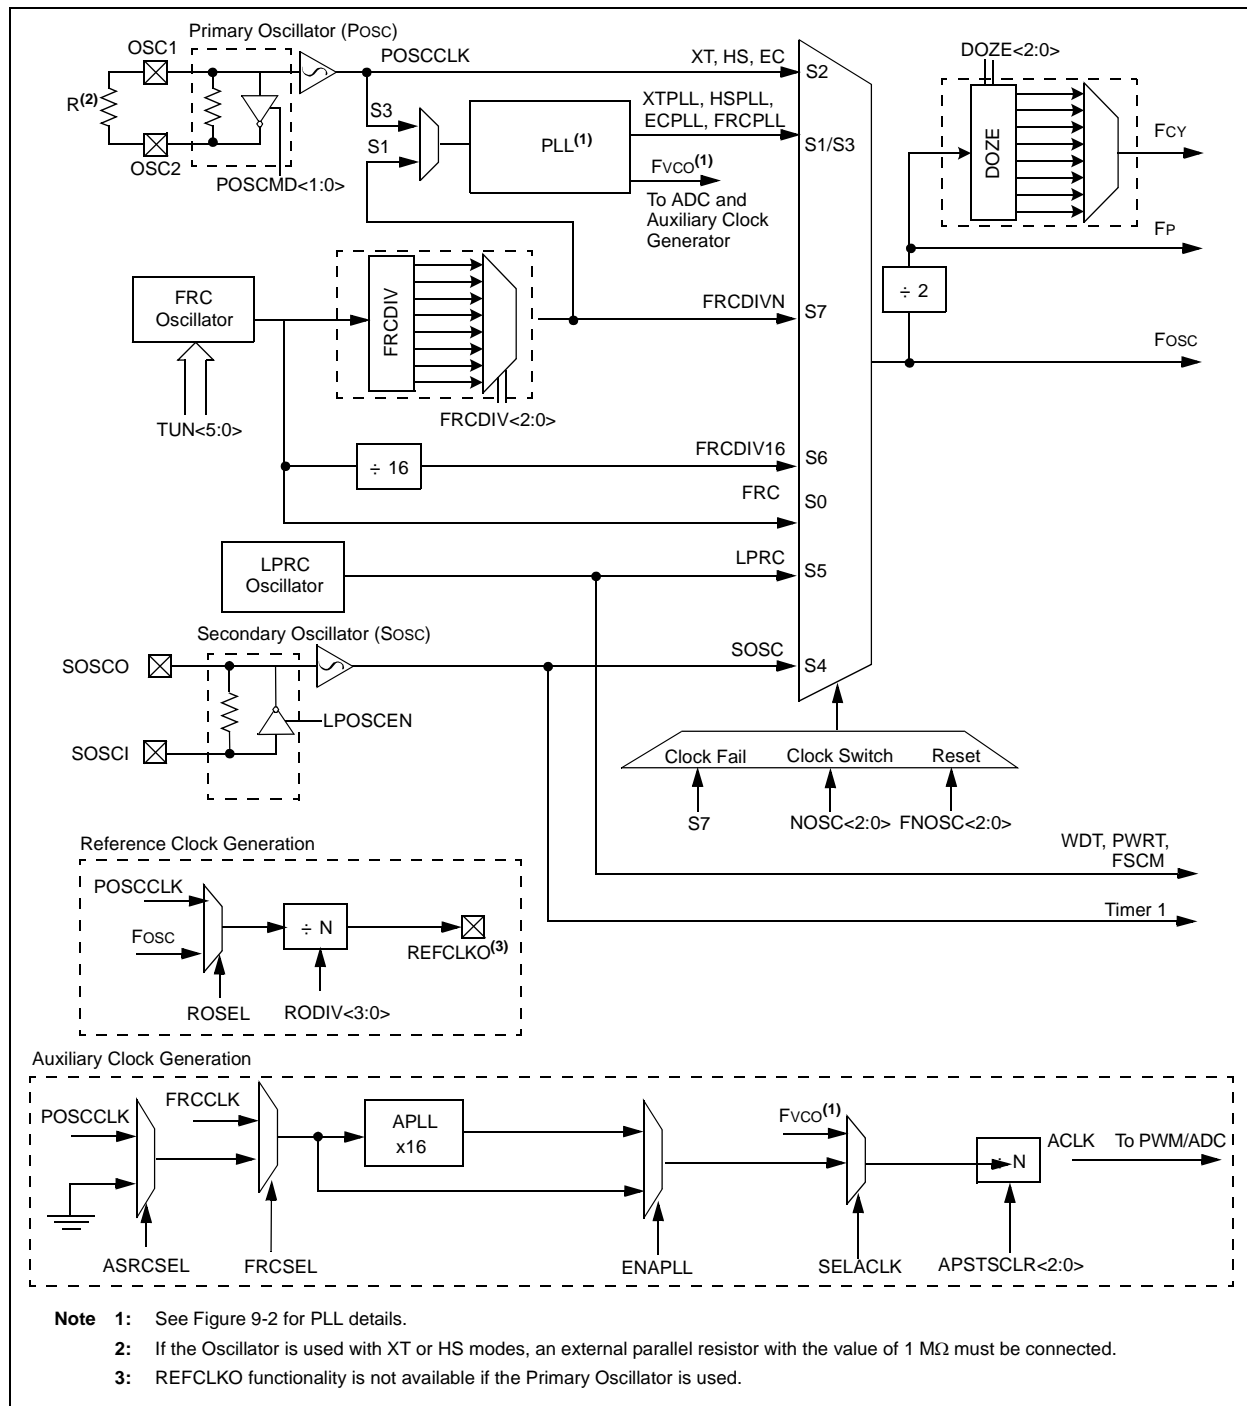 Primary Oscillator (POSC)
OSC1
POSCCLK
XT, HS, EC
S2
DOZE<2:0>
R(2)
S3
XTPLL, HSPLL,
ECPLL, FRCPLL
PLL(1)
S1
S1/S3
DOZE
FCY
OSC2
POSCMD<1:0>
FVCO(1)
To ADC and
Auxiliary Clock
Generator
FP
÷ 2
FRC
Oscillator
FRCDIV
FRCDIVN
S7
FOSC
TUN<5:0>
FRCDIV<2:0>
÷ 16
FRCDIV16
S6
FRC
S0
LPRC
Oscillator
LPRC
S5
Secondary Oscillator (SOSC)
SOSCO
SOSC
S4
LPOSCEN
SOSCI
Clock Fail
Clock Switch
Reset
S7
NOSC<2:0>
FNOSC<2:0>
Reference Clock Generation
WDT, PWRT,
FSCM
POSCCLK
Timer 1
FOSC
÷ N
REFCLKO(3)
ROSEL
RODIV<3:0>
Auxiliary Clock Generation
POSCCLK
FRCCLK
APLL
x16
FVCO(1)
÷ N
ACLK
To PWM/ADC
ASRCSEL
FRCSEL
ENAPLL
SELACLK
APSTSCLR<2:0>
Note 1: See Figure 9-2 for PLL details.
2: If the Oscillator is used with XT or HS modes, an external parallel resistor with the value of 1 MΩ must be connected.
3: REFCLKO functionality is not available if the Primary Oscillator is used.